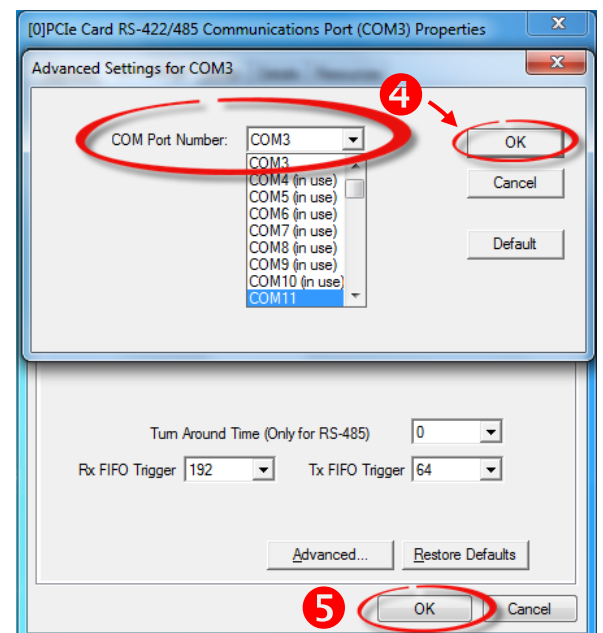 [0]PCIe Card RS-422/485 Communications Port (COM3) Properties
Advanced Settings for COM3
4
COM Port Number: COM3 OK
COM3
COM4 (in use) Cancel
COM5 (in use)
COM6 (in use)
COM7 (in use)
COM8 (in use) Default
COM9 (in use)
COM10 (in use)
COM11
Turn Around Time (Only for RS-485) 0
Rx FIFO Trigger 192 Tx FIFO Trigger 64
Advanced... Restore Defaults
5 OK Cancel